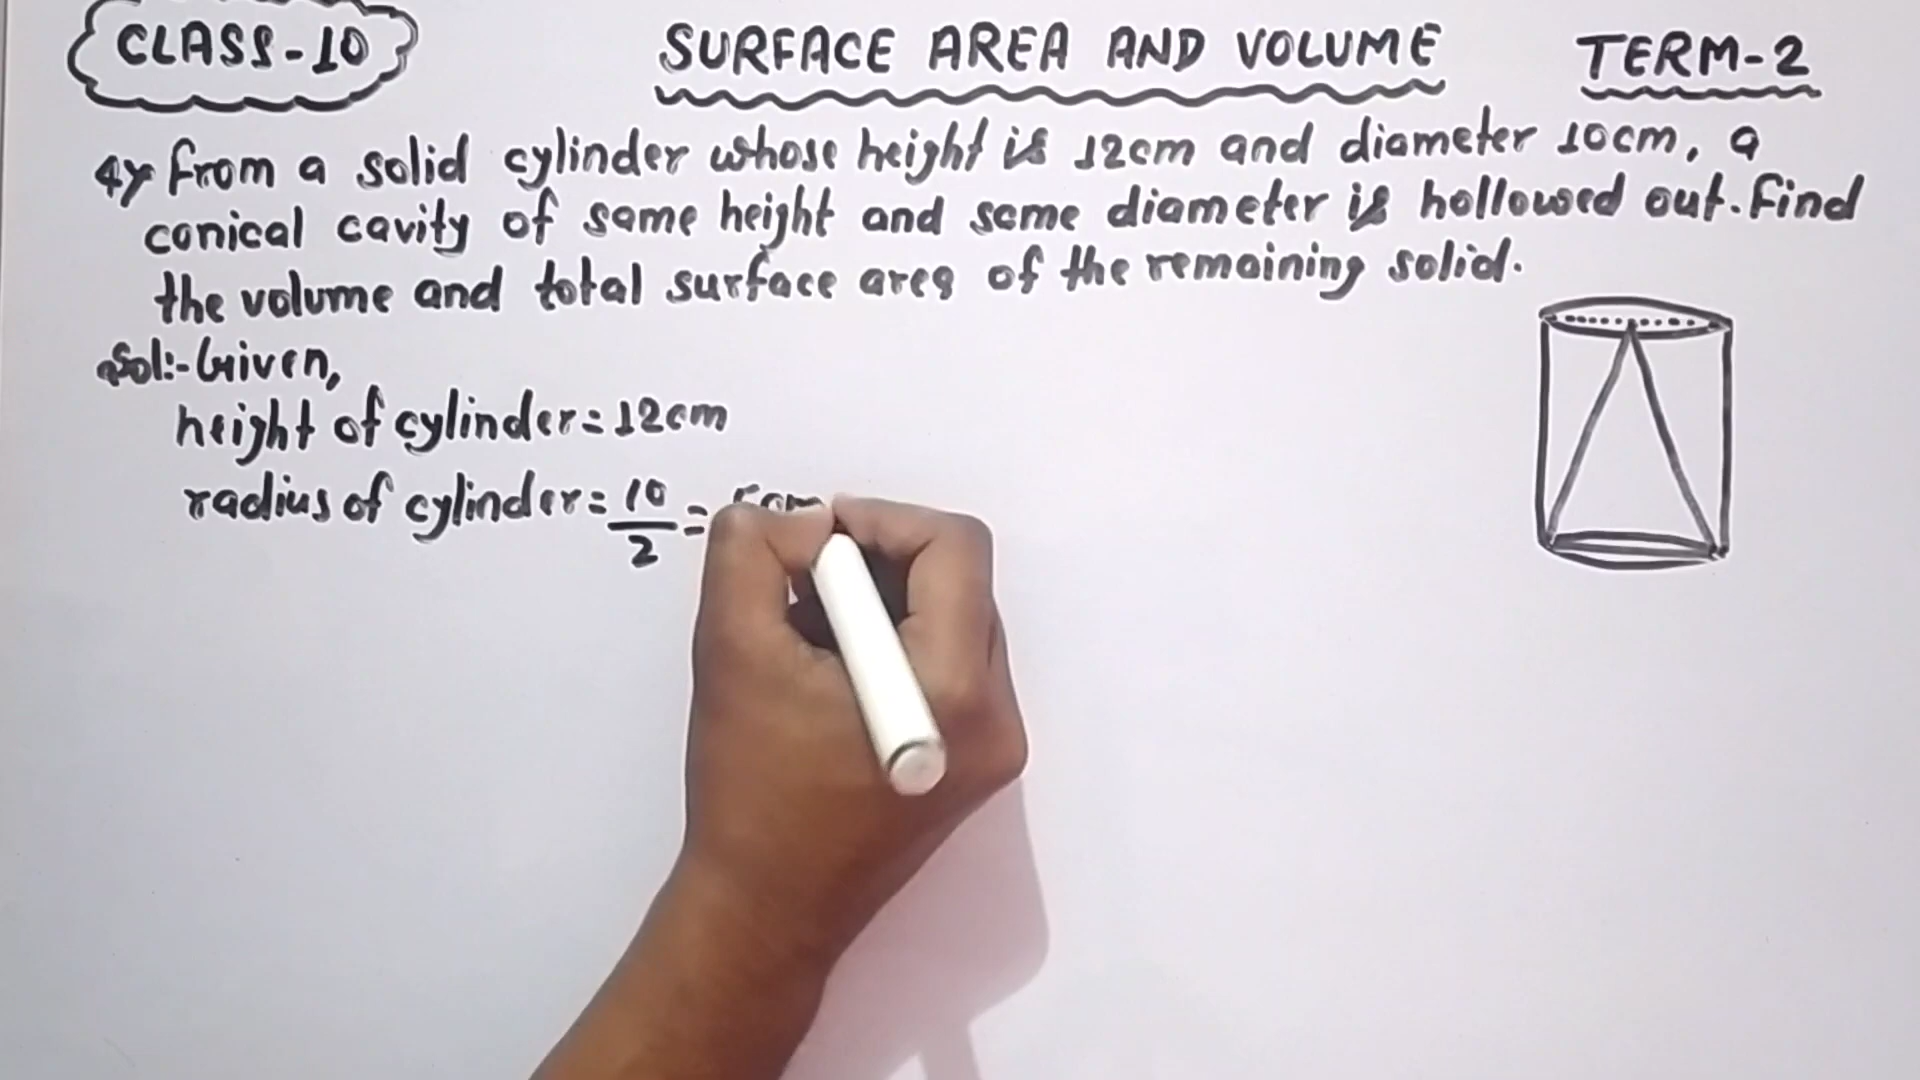 CLASS-10
SURFACE AREA AND VOLUME
TERM-2
4y from a solid cylinder whose height is 12cm and diameter 10cm, a
conical cavity of same height and same diameter is hollowed out. Find
the volume and total surface area of the remaining solid.
Sol:- Given,
height of cylinder = 12cm
radius of cylinder = 10/2 = 5cm